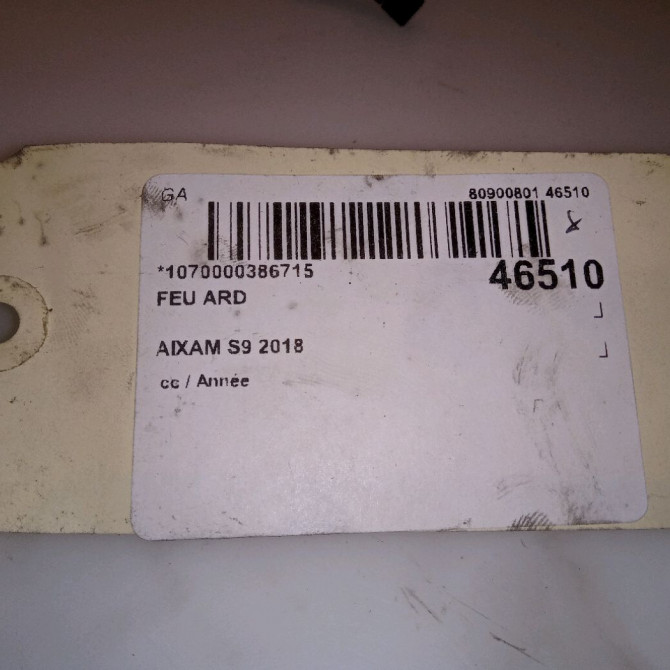 GA 80900801 46510
*1070000386715 46510
FEU ARD
AIXAM S9 2018
cc / Année